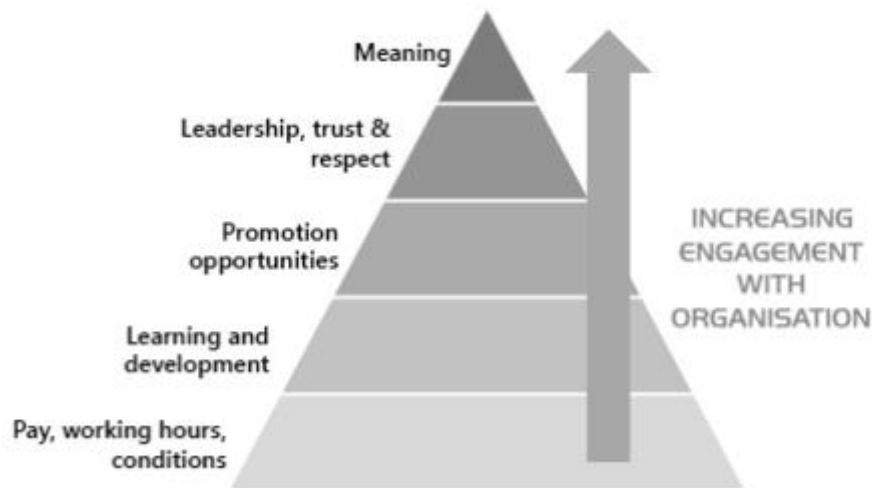 Meaning
Leadership, trust &
respect
Promotion
opportunities
Learning and
development
Pay, working hours,
conditions
INCREASING
ENGAGEMENT
WITH
ORGANISATION